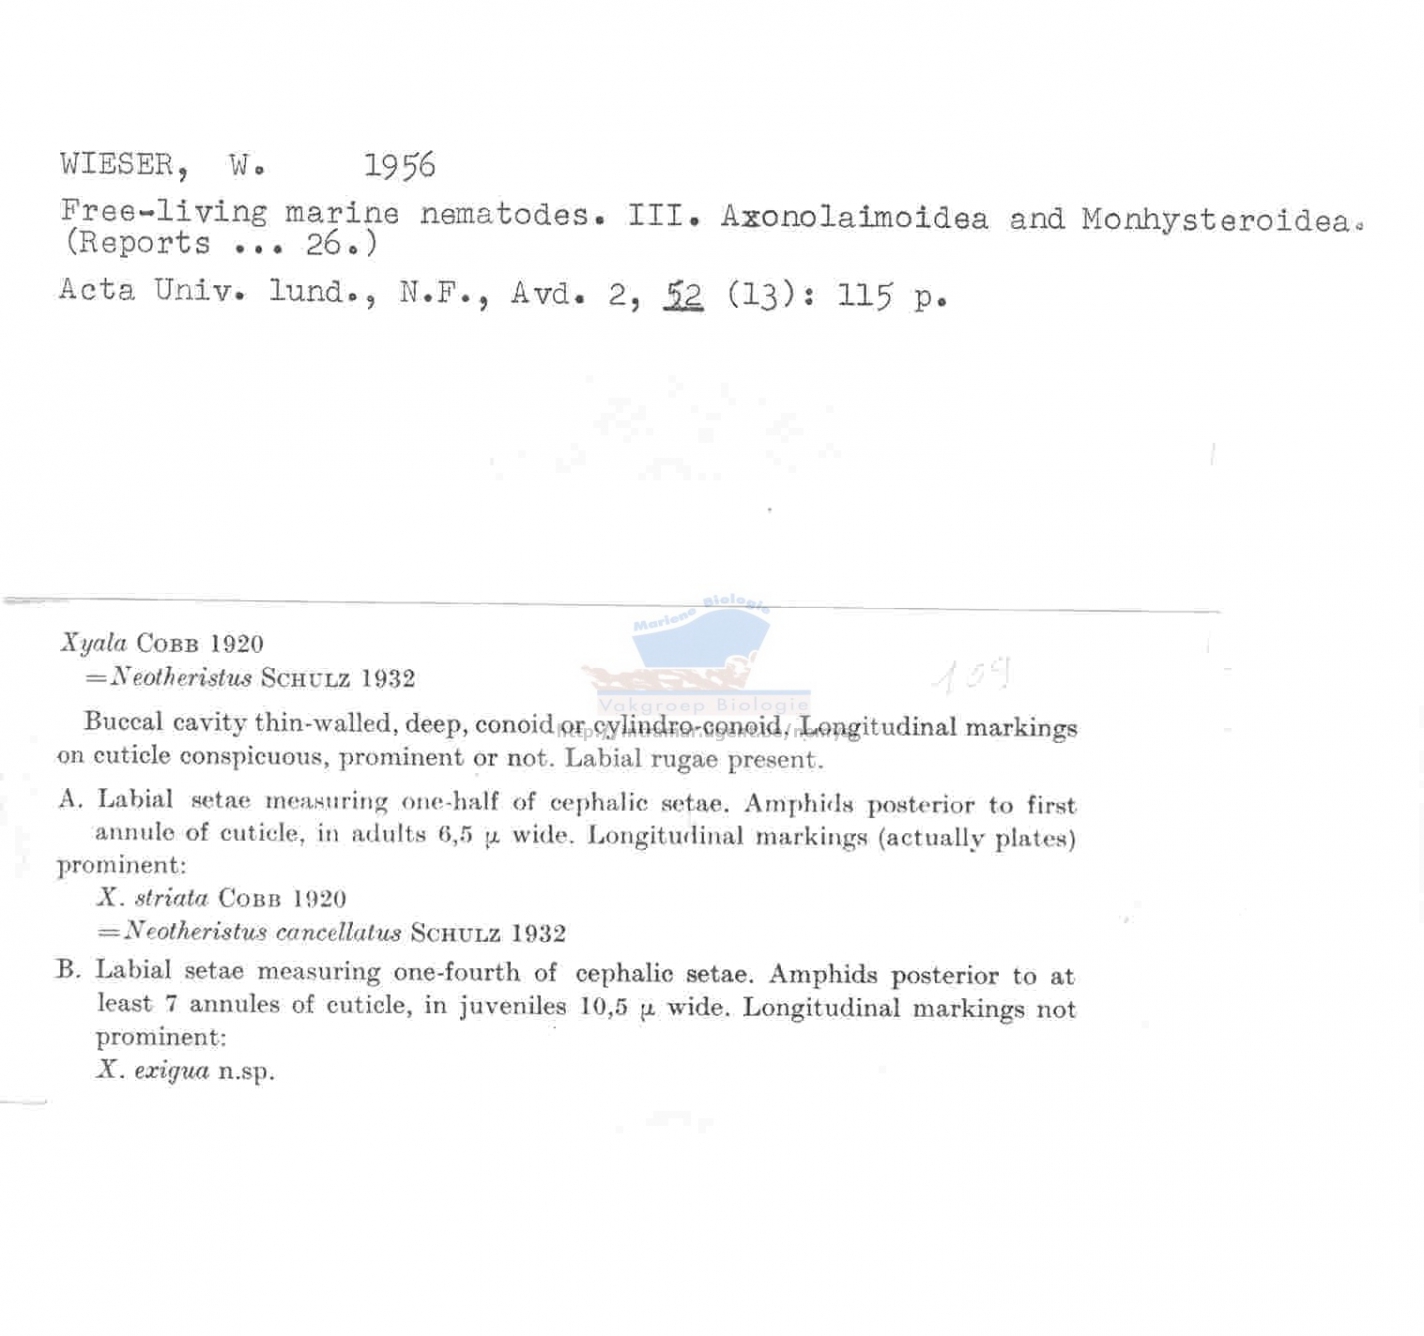 WIESER, W. 1956
Free-living marine nematodes. III. Axonolaimoidea and Monhysteroidea.
(Reports ... 26.)
Acta Univ. lund., N.F., Avd. 2, 52 (13): 115 p.
Mariene Biologie
Xyala COBB 1920
=Neotheristus SCHULZ 1932
109
Vakgroep Biologie
Buccal cavity thin-walled, deep, conoid or cylindro-conoid, Longitudinal markings
on cuticle conspicuous, prominent or not. Labial rugae present.
A. Labial setae measuring one-half of cephalic setae. Amphids posterior to first
annule of cuticle, in adults 6,5 μ wide. Longitudinal markings (actually plates)
prominent:
X. striata COBB 1920
=Neotheristus cancellatus SCHULZ 1932
B. Labial setae measuring one-fourth of cephalic setae. Amphids posterior to at
least 7 annules of cuticle, in juveniles 10,5 μ wide. Longitudinal markings not
prominent:
X. exigua n.sp.